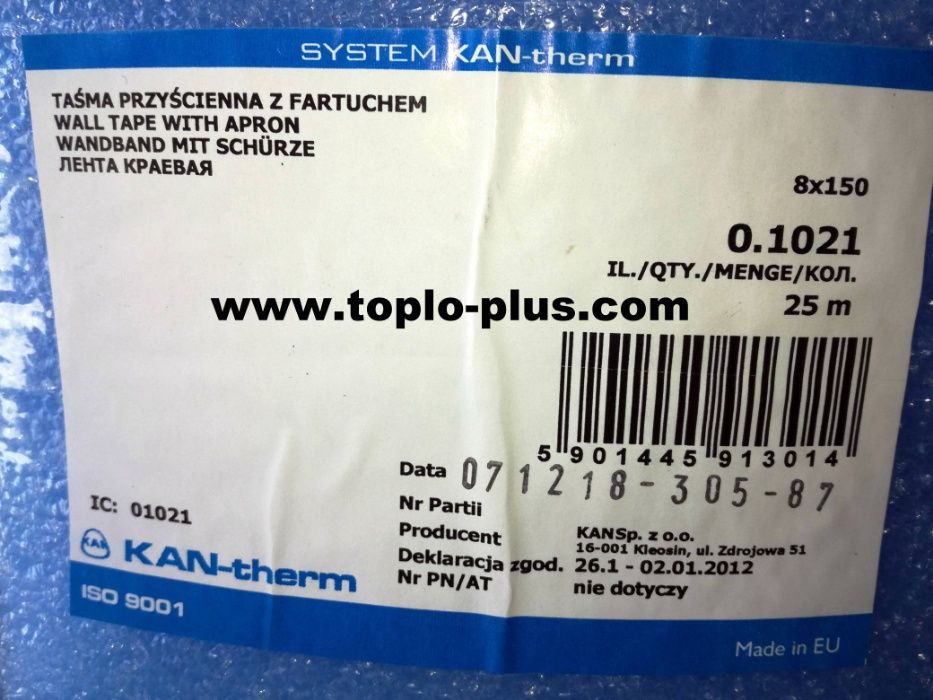 SYSTEM KAN-therm
TAŚMA PRZYŚCIENNA Z FARTUCHEM
WALL TAPE WITH APRON
WANDBAND MIT SCHÜRZE
ЛЕНТА КРАЕВАЯ
8x150
0.1021
IL./QTY./MENGE/КОЛ.
www.toplo-plus.com
25 m
5 901445 913014
Data 071218-305-87
Nr Partii
IC: 01021
Producent KANSp. z o.o.
16-001 Kleosin, ul. Zdrojowa 51
Deklaracja zgod. 26.1 - 02.01.2012
Nr PN/AT nie dotyczy
KAN KAN-therm
ISO 9001
Made in EU